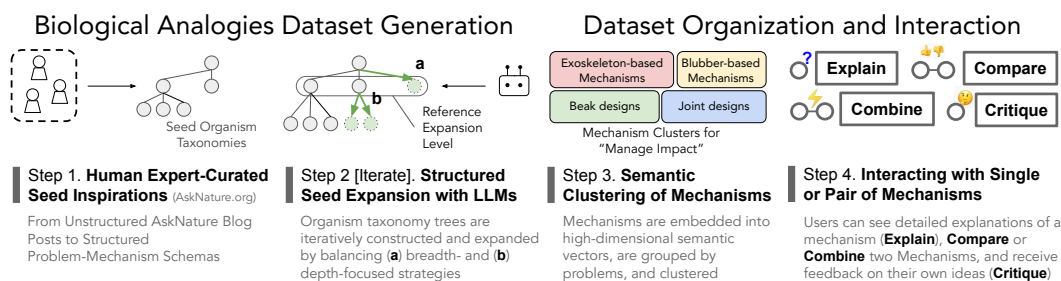 Biological Analogies Dataset Generation
Seed Organism
Taxonomies
a
b
Reference
Expansion
Level
Step 1. Human Expert-Curated
Seed Inspirations (AskNature.org)
From Unstructured AskNature Blog
Posts to Structured
Problem-Mechanism Schemas
Step 2 [Iterate]. Structured
Seed Expansion with LLMs
Organism taxonomy trees are
iteratively constructed and expanded
by balancing (a) breadth- and (b)
depth-focused strategies
Dataset Organization and Interaction
Exoskeleton-based
Mechanisms
Blubber-based
Mechanisms
Beak designs
Joint designs
Mechanism Clusters for
“Manage Impact”
?
Explain
Compare
Combine
Critique
Step 3. Semantic
Clustering of Mechanisms
Mechanisms are embedded into
high-dimensional semantic
vectors, are grouped by
problems, and clustered
Step 4. Interacting with Single
or Pair of Mechanisms
Users can see detailed explanations of a
mechanism (Explain), Compare or
Combine two Mechanisms, and receive
feedback on their own ideas (Critique)